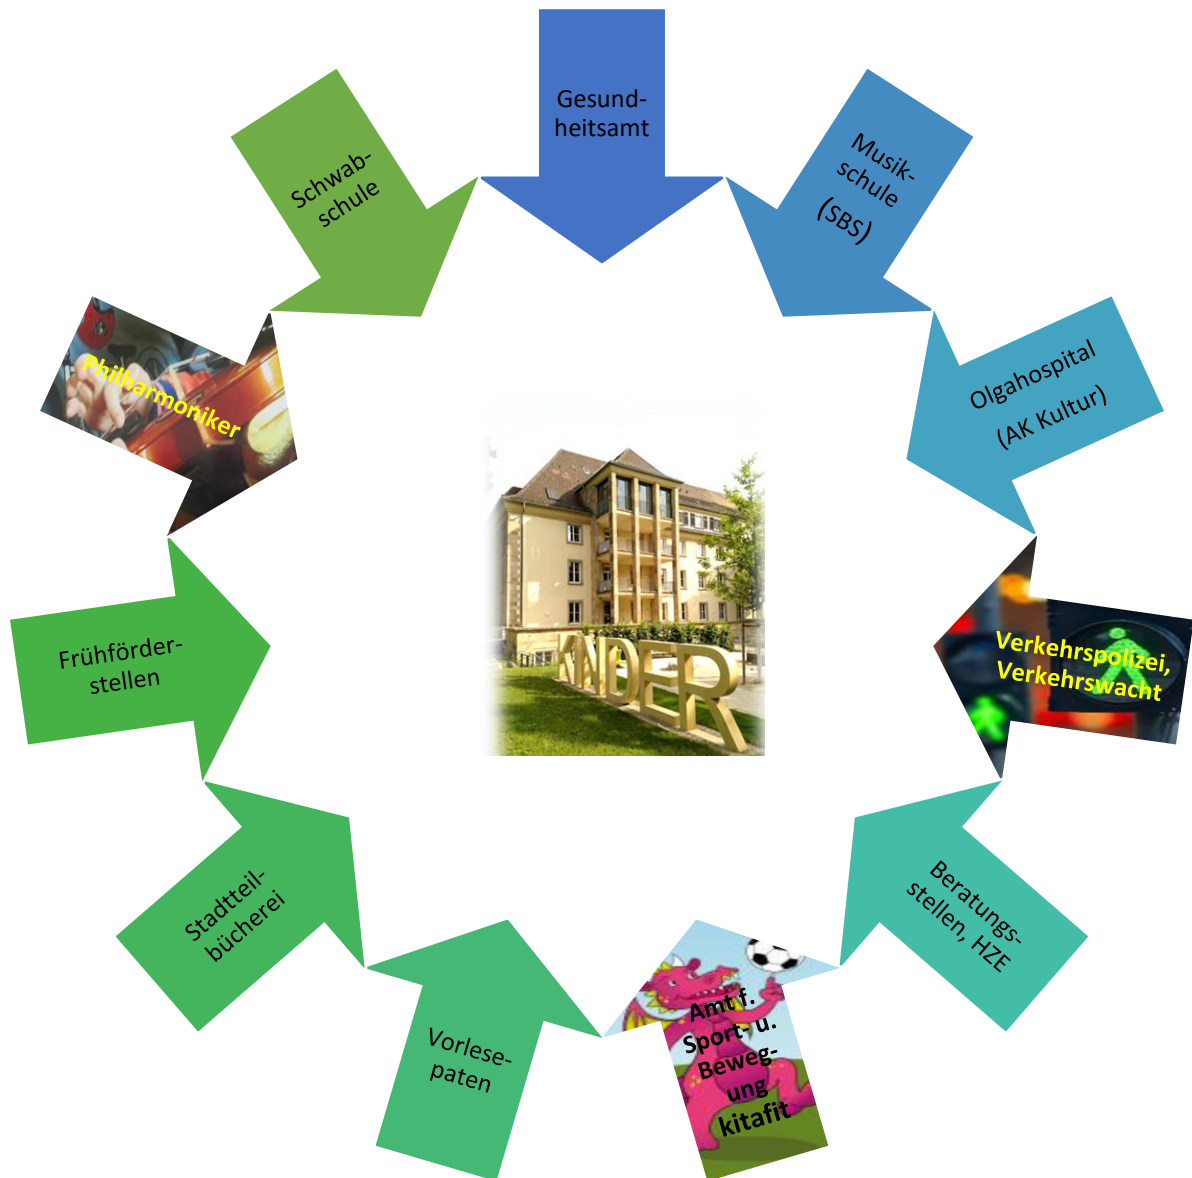 Gesund-
heitsamt
Musik-
schule
(SBS)
Olgahospital
(AK Kultur)
Verkehrspolizei,
Verkehrswacht
Beratungs-
stellen, HZE
Amt f.
Sport- u.
Beweg-
ung
kitafit
Vorlese-
paten
Stadtteil-
bücherei
Frühförder-
stellen
Philharmoniker
Schwab-
schule
KINDER